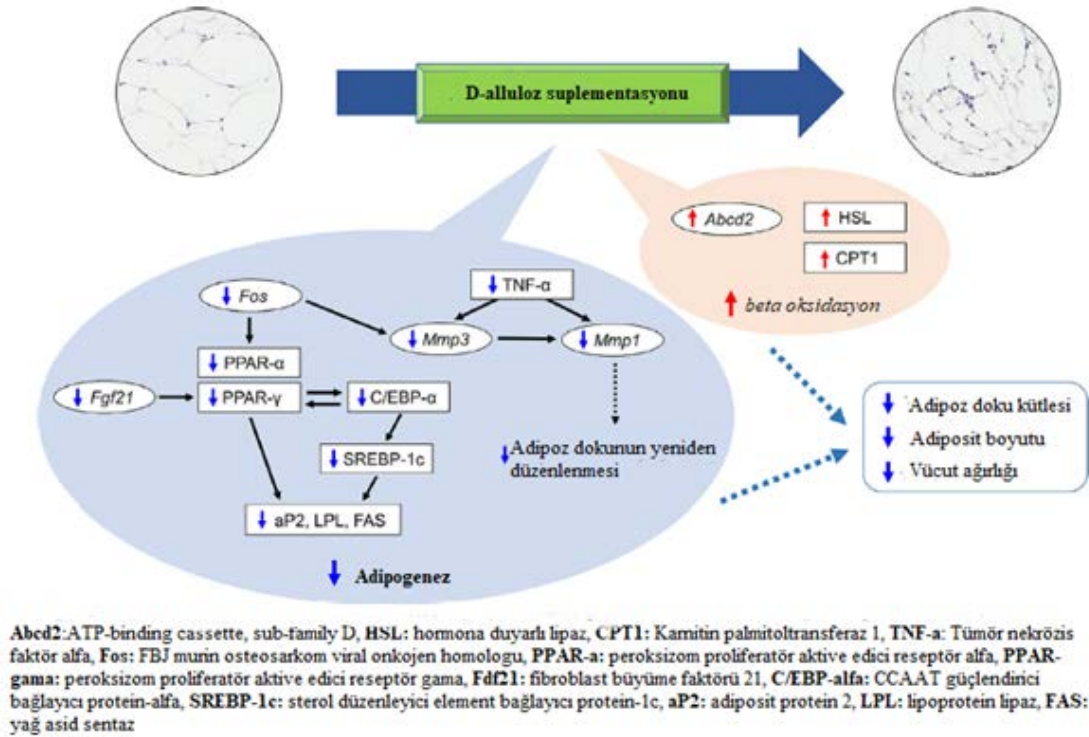 D-alluloz suplementasyonu
Abcd2
HSL
CPT1
beta oksidasyon
TNF-α
Fos
Mmp3
Mmp1
PPAR-α
Fgf21
PPAR-γ
C/EBP-α
SREBP-1c
Adipoz dokunun yeniden
düzenlenmesi
aP2, LPL, FAS
Adipogenez
Adipoz doku kütlesi
Adiposit boyutu
Vücut ağırlığı
Abcd2:ATP-binding cassette, sub-family D, HSL: hormona duyarlı lipaz, CPT1: Karnitin palmitoltransferaz 1, TNF-a: Tümör nekrözis
faktör alfa, Fos: FBJ murin osteosarkom viral onkojen homologu, PPAR-a: peroksizom proliferatör aktive edici reseptör alfa, PPAR-
gama: peroksizom proliferatör aktive edici reseptör gama, Fdf21: fibroblast büyüme faktörü 21, C/EBP-alfa: CCAAT güçlendirici
bağlayıcı protein-alfa, SREBP-1c: sterol düzenleyici element bağlayıcı protein-1c, aP2: adiposit protein 2, LPL: lipoprotein lipaz, FAS:
yağ asid sentaz